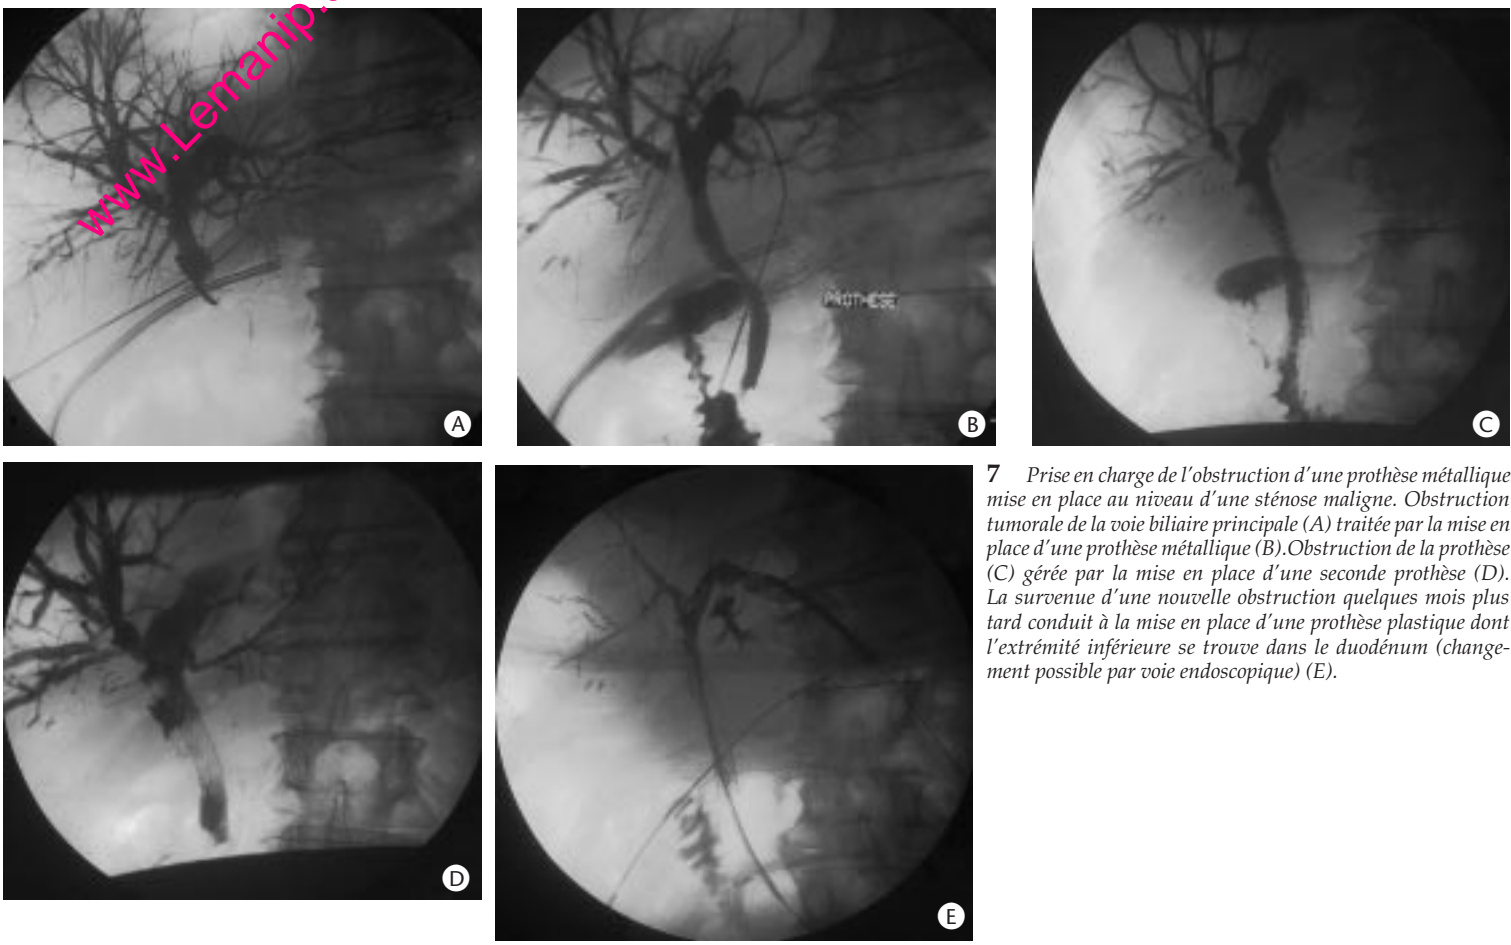 www.Lemanip.
A
B
PROTHESE
C
D
E
7 Prise en charge de l'obstruction d'une prothèse métallique
mise en place au niveau d'une sténose maligne. Obstruction
tumorale de la voie biliaire principale (A) traitée par la mise en
place d'une prothèse métallique (B).Obstruction de la prothèse
(C) gérée par la mise en place d'une seconde prothèse (D).
La survenue d'une nouvelle obstruction quelques mois plus
tard conduit à la mise en place d'une prothèse plastique dont
l'extrémité inférieure se trouve dans le duodénum (change-
ment possible par voie endoscopique) (E).